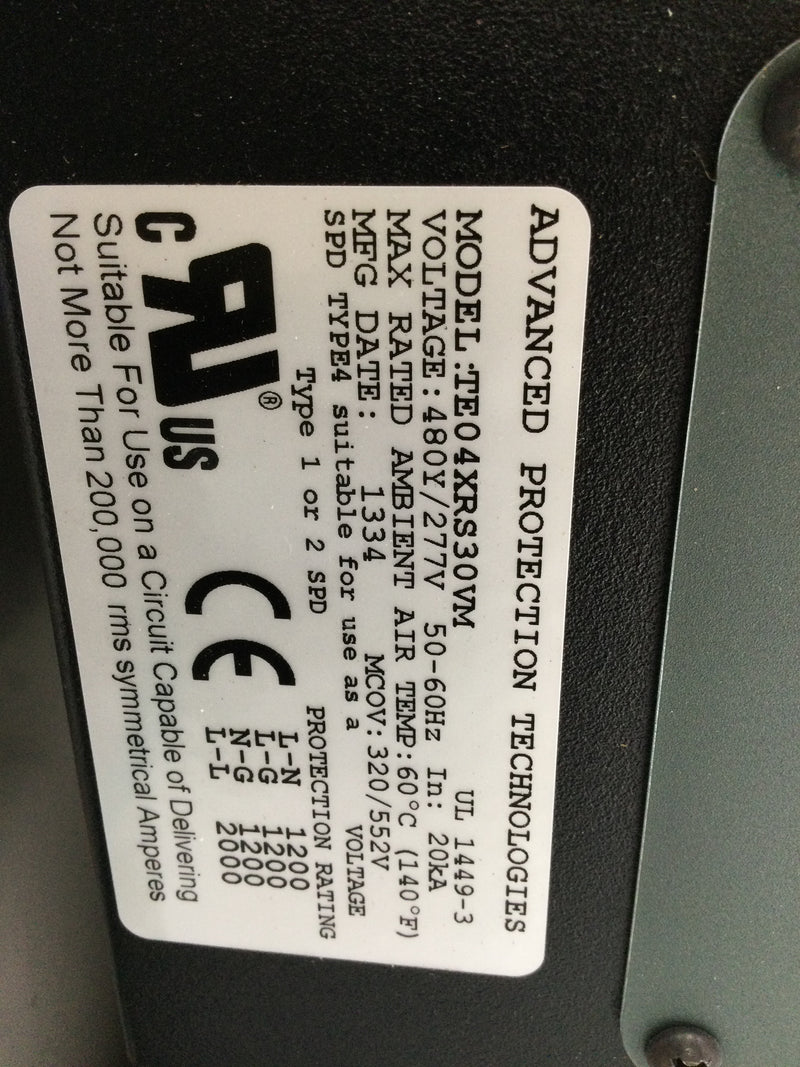 ADVANCED PROTECTION TECHNOLOGIES
MODEL:TE04XRS30VM UL 1449-3
VOLTAGE:480Y/277V 50-60Hz In: 20kA
MAX RATED AMBIENT AIR TEMP:60°C (140°F)
MFG DATE: 1334 MCOV:320/552V
SPD TYPE4 suitable for use as a
Type 1 or 2 SPD
VOLTAGE
PROTECTION RATING
L-N 1200
L-G 1200
N-G 1200
L-L 2000
C RU US ®
CE
Suitable For Use on a Circuit Capable of Delivering
Not More Than 200,000 rms symmetrical Amperes